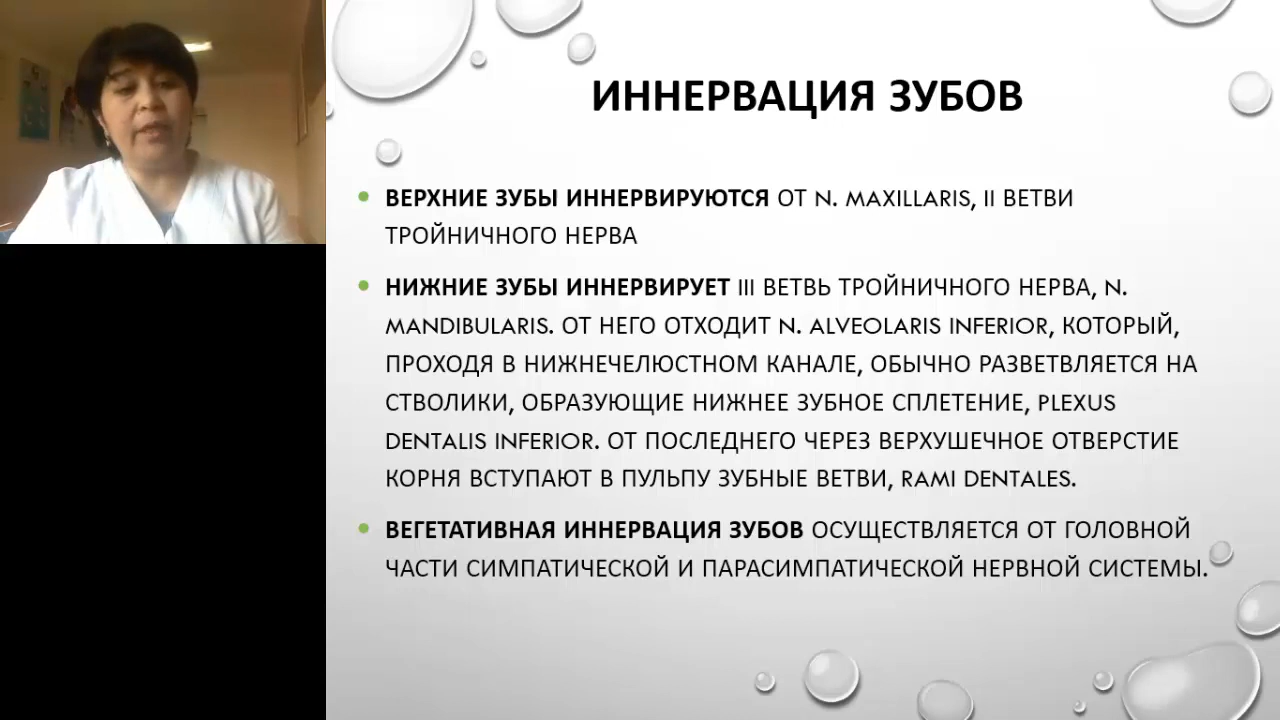 ИННЕРВАЦИЯ ЗУБОВ
• ВЕРХНИЕ ЗУБЫ ИННЕРВИРУЮТСЯ ОТ N. MAXILLARIS, II ВЕТВИ
ТРОЙНИЧНОГО НЕРВА
• НИЖНИЕ ЗУБЫ ИННЕРВИРУЕТ III ВЕТВЬ ТРОЙНИЧНОГО НЕРВА, N.
MANDIBULARIS. ОТ НЕГО ОТХОДИТ N. ALVEOLARIS INFERIOR, КОТОРЫЙ,
ПРОХОДЯ В НИЖНЕЧЕЛЮСТНОМ КАНАЛЕ, ОБЫЧНО РАЗВЕТВЛЯЕТСЯ НА
СТВОЛИКИ, ОБРАЗУЮЩИЕ НИЖНЕЕ ЗУБНОЕ СПЛЕТЕНИЕ, PLEXUS
DENTALIS INFERIOR. ОТ ПОСЛЕДНЕГО ЧЕРЕЗ ВЕРХУШЕЧНОЕ ОТВЕРСТИЕ
КОРНЯ ВСТУПАЮТ В ПУЛЬПУ ЗУБНЫЕ ВЕТВИ, RAMI DENTALES.
• ВЕГЕТАТИВНАЯ ИННЕРВАЦИЯ ЗУБОВ ОСУЩЕСТВЛЯЕТСЯ ОТ ГОЛОВНОЙ
ЧАСТИ СИМПАТИЧЕСКОЙ И ПАРАСИМПАТИЧЕСКОЙ НЕРВНОЙ СИСТЕМЫ.